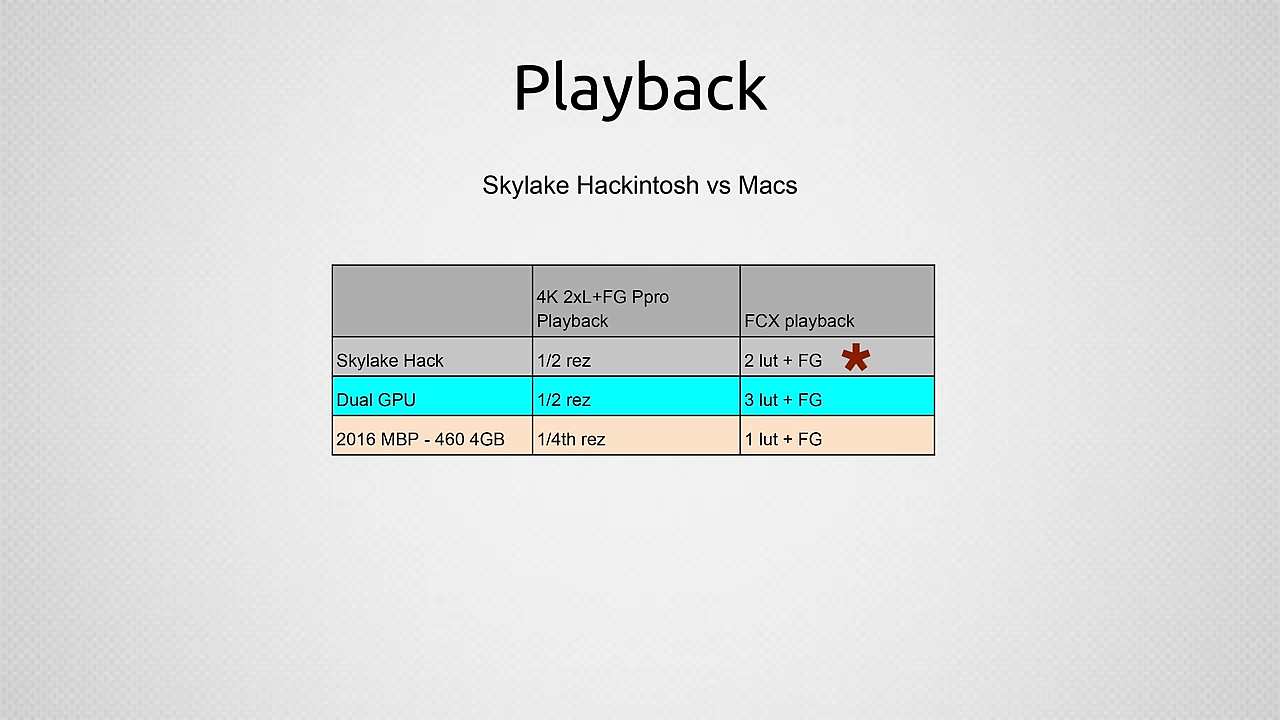 Playback
Skylake Hackintosh vs Macs
4K 2xL+FG Ppro
Playback
FCX playback
Skylake Hack 1/2 rez 2 lut + FG *
Dual GPU 1/2 rez 3 lut + FG
2016 MBP - 460 4GB 1/4th rez 1 lut + FG